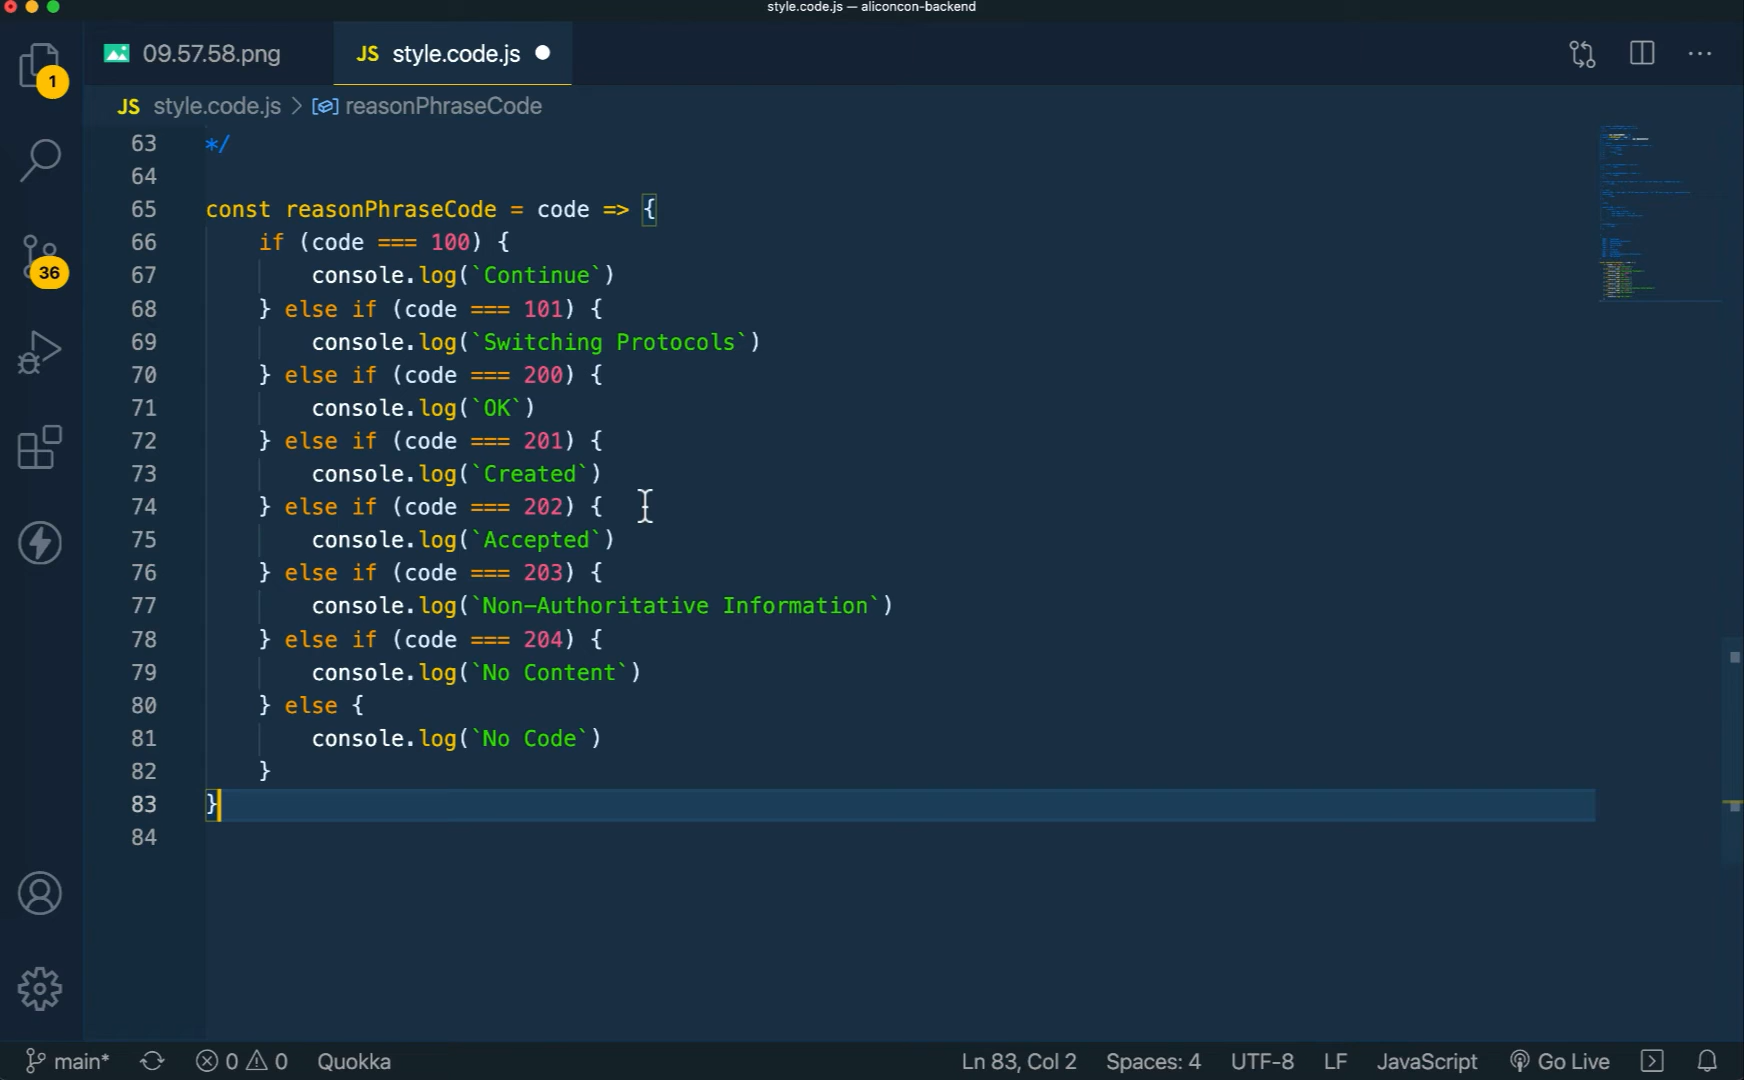 style.code.js — aliconcon-backend
09.57.58.png
JS style.code.js
JS style.code.js > reasonPhraseCode
1
36
63 */
64
65 const reasonPhraseCode = code => {
66 if (code === 100) {
67 console.log(`Continue`)
68 } else if (code === 101) {
69 console.log(`Switching Protocols`)
70 } else if (code === 200) {
71 console.log(`OK`)
72 } else if (code === 201) {
73 console.log(`Created`)
74 } else if (code === 202) {
75 console.log(`Accepted`)
76 } else if (code === 203) {
77 console.log(`Non-Authoritative Information`)
78 } else if (code === 204) {
79 console.log(`No Content`)
80 } else {
81 console.log(`No Code`)
82 }
83 }
84
main* 0 0 Quokka Ln 83, Col 2 Spaces: 4 UTF-8 LF JavaScript Go Live